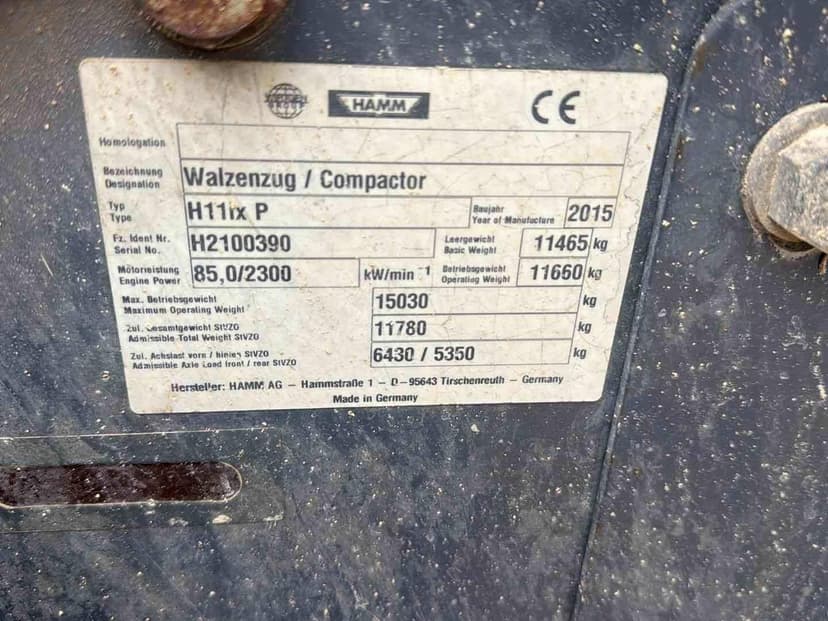 HAMM
CE
Homologation
Bezeichnung
Designation
Walzenzug / Compactor
Typ
Type
H11ix P
Baujahr
Year of Manufacture
2015
Fz. Ident Nr.
Serial No.
H2100390
Leergewicht
Basic Weight
11465 kg
Motorleistung
Engine Power
85,0/2300
kW/min -1
Betriebsgewicht
Operating Weight
11660 kg
Max. Betriebsgewicht
Maximum Operating Weight
15030 kg
Zul. Gesamtgewicht StVZO
Admissible Total Weight StVZO
11780 kg
Zul. Achslast vorn / hinten StVZO
Admissible Axle Load front / rear StVZO
6430 / 5350 kg
Hersteller: HAMM AG – Hammstraße 1 – D–95643 Tirschenreuth – Germany
Made in Germany